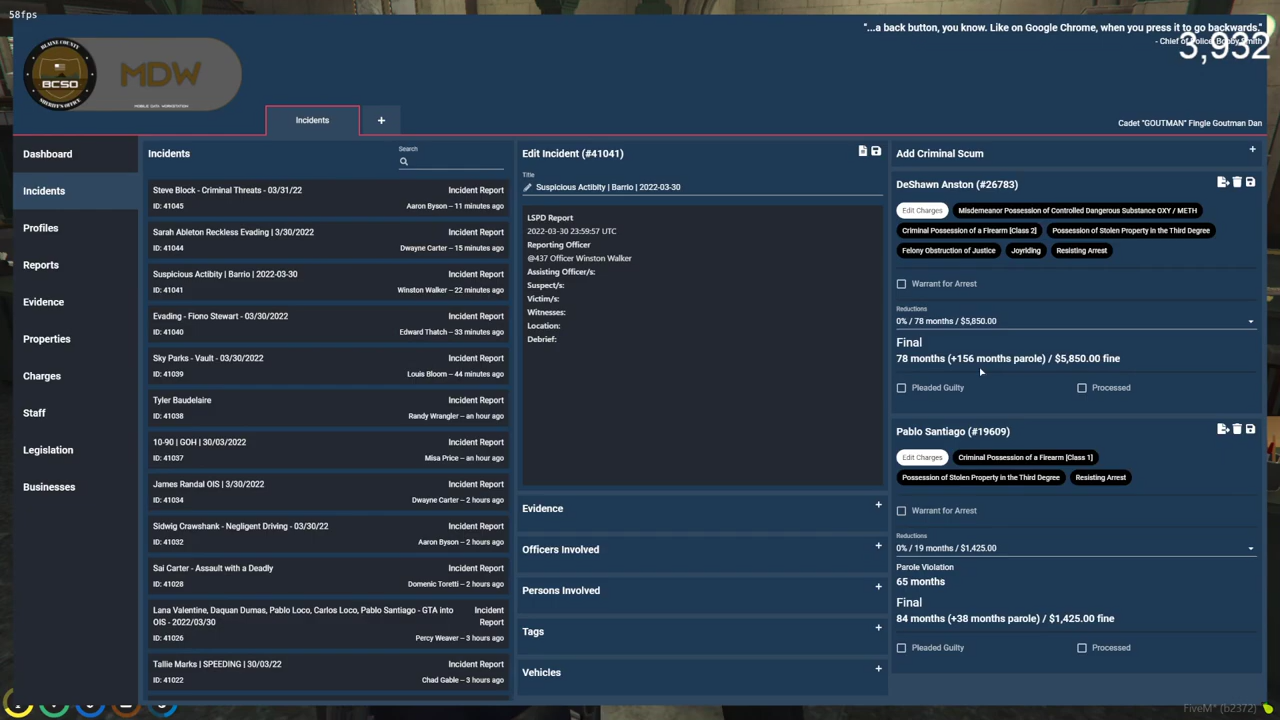 58fps
"...a back button, you know. Like on Google Chrome, when you press it to go backwards."
- Chief of Police Bobby Smith
3,932
BLAINE COUNTY
BCSO
SHERIFF'S OFFICE
MDW
MOBILE DATA WORKSTATION
Incidents
+
Cadet "GOUTMAN" Fingle Goutman Dan
Dashboard
Incidents
Profiles
Reports
Evidence
Properties
Charges
Staff
Legislation
Businesses
Incidents
Search
Steve Block - Criminal Threats - 03/31/22 Incident Report
ID: 41045 Aaron Byson – 11 minutes ago
Sarah Ableton Reckless Evading | 3/30/2022 Incident Report
ID: 41044 Dwayne Carter – 15 minutes ago
Suspicious Actibity | Barrio | 2022-03-30 Incident Report
ID: 41041 Winston Walker – 22 minutes ago
Evading - Fiono Stewart - 03/30/2022 Incident Report
ID: 41040 Edward Thatch – 33 minutes ago
Sky Parks - Vault - 03/30/2022 Incident Report
ID: 41039 Louis Bloom – 44 minutes ago
Tyler Baudelaire Incident Report
ID: 41038 Randy Wrangler – an hour ago
10-90 | GOH | 30/03/2022 Incident Report
ID: 41037 Misa Price – an hour ago
James Randal OIS | 3/30/2022 Incident Report
ID: 41034 Dwayne Carter – 2 hours ago
Sidwig Crawshank - Negligent Driving - 03/30/22 Incident Report
ID: 41032 Aaron Byson – 2 hours ago
Sai Carter - Assault with a Deadly Incident Report
ID: 41028 Domenic Toretti – 2 hours ago
Lana Valentine, Daquan Dumas, Pablo Loco, Carlos Loco, Pablo Santiago - GTA into Incident
OIS - 2022/03/30 Report
ID: 41026 Percy Weaver – 3 hours ago
Tallie Marks | SPEEDING | 30/03/22 Incident Report
ID: 41022 Chad Gable – 3 hours ago
Edit Incident (#41041)
Title
Suspicious Actibity | Barrio | 2022-03-30
LSPD Report
2022-03-30 23:59:57 UTC
Reporting Officer
@437 Officer Winston Walker
Assisting Officer/s:
Suspect/s:
Victim/s:
Witnesses:
Location:
Debrief:
Evidence +
Officers Involved +
Persons Involved +
Tags +
Vehicles +
Add Criminal Scum +
DeShawn Anston (#26783)
Edit Charges Misdemeanor Possession of Controlled Dangerous Substance OXY / METH
Criminal Possession of a Firearm [Class 2] Possession of Stolen Property in the Third Degree
Felony Obstruction of Justice Joyriding Resisting Arrest
Warrant for Arrest
Reductions
0% / 78 months / $5,850.00
Final
78 months (+156 months parole) / $5,850.00 fine
Pleaded Guilty Processed
Pablo Santiago (#19609)
Edit Charges Criminal Possession of a Firearm [Class 1]
Possession of Stolen Property in the Third Degree Resisting Arrest
Warrant for Arrest
Reductions
0% / 19 months / $1,425.00
Parole Violation
65 months
Final
84 months (+38 months parole) / $1,425.00 fine
Pleaded Guilty Processed
FiveM* (b2372)